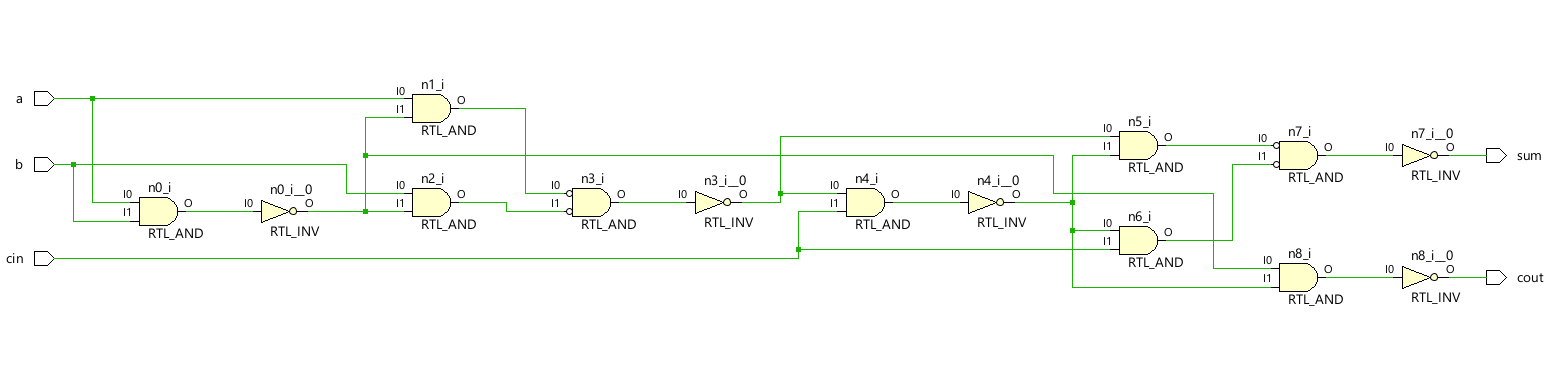 a
b
cin
n0_i
I0
I1
O
RTL_AND
n0_i__0
I0
O
RTL_INV
n1_i
I0
I1
O
RTL_AND
n2_i
I0
I1
O
RTL_AND
n3_i
I0
I1
O
RTL_AND
n3_i__0
I0
O
RTL_INV
n4_i
I0
I1
O
RTL_AND
n4_i__0
I0
O
RTL_INV
n5_i
I0
I1
O
RTL_AND
n6_i
I0
I1
O
RTL_AND
n7_i
I0
I1
O
RTL_AND
n7_i__0
I0
O
RTL_INV
sum
n8_i
I0
I1
O
RTL_AND
n8_i__0
I0
O
RTL_INV
cout